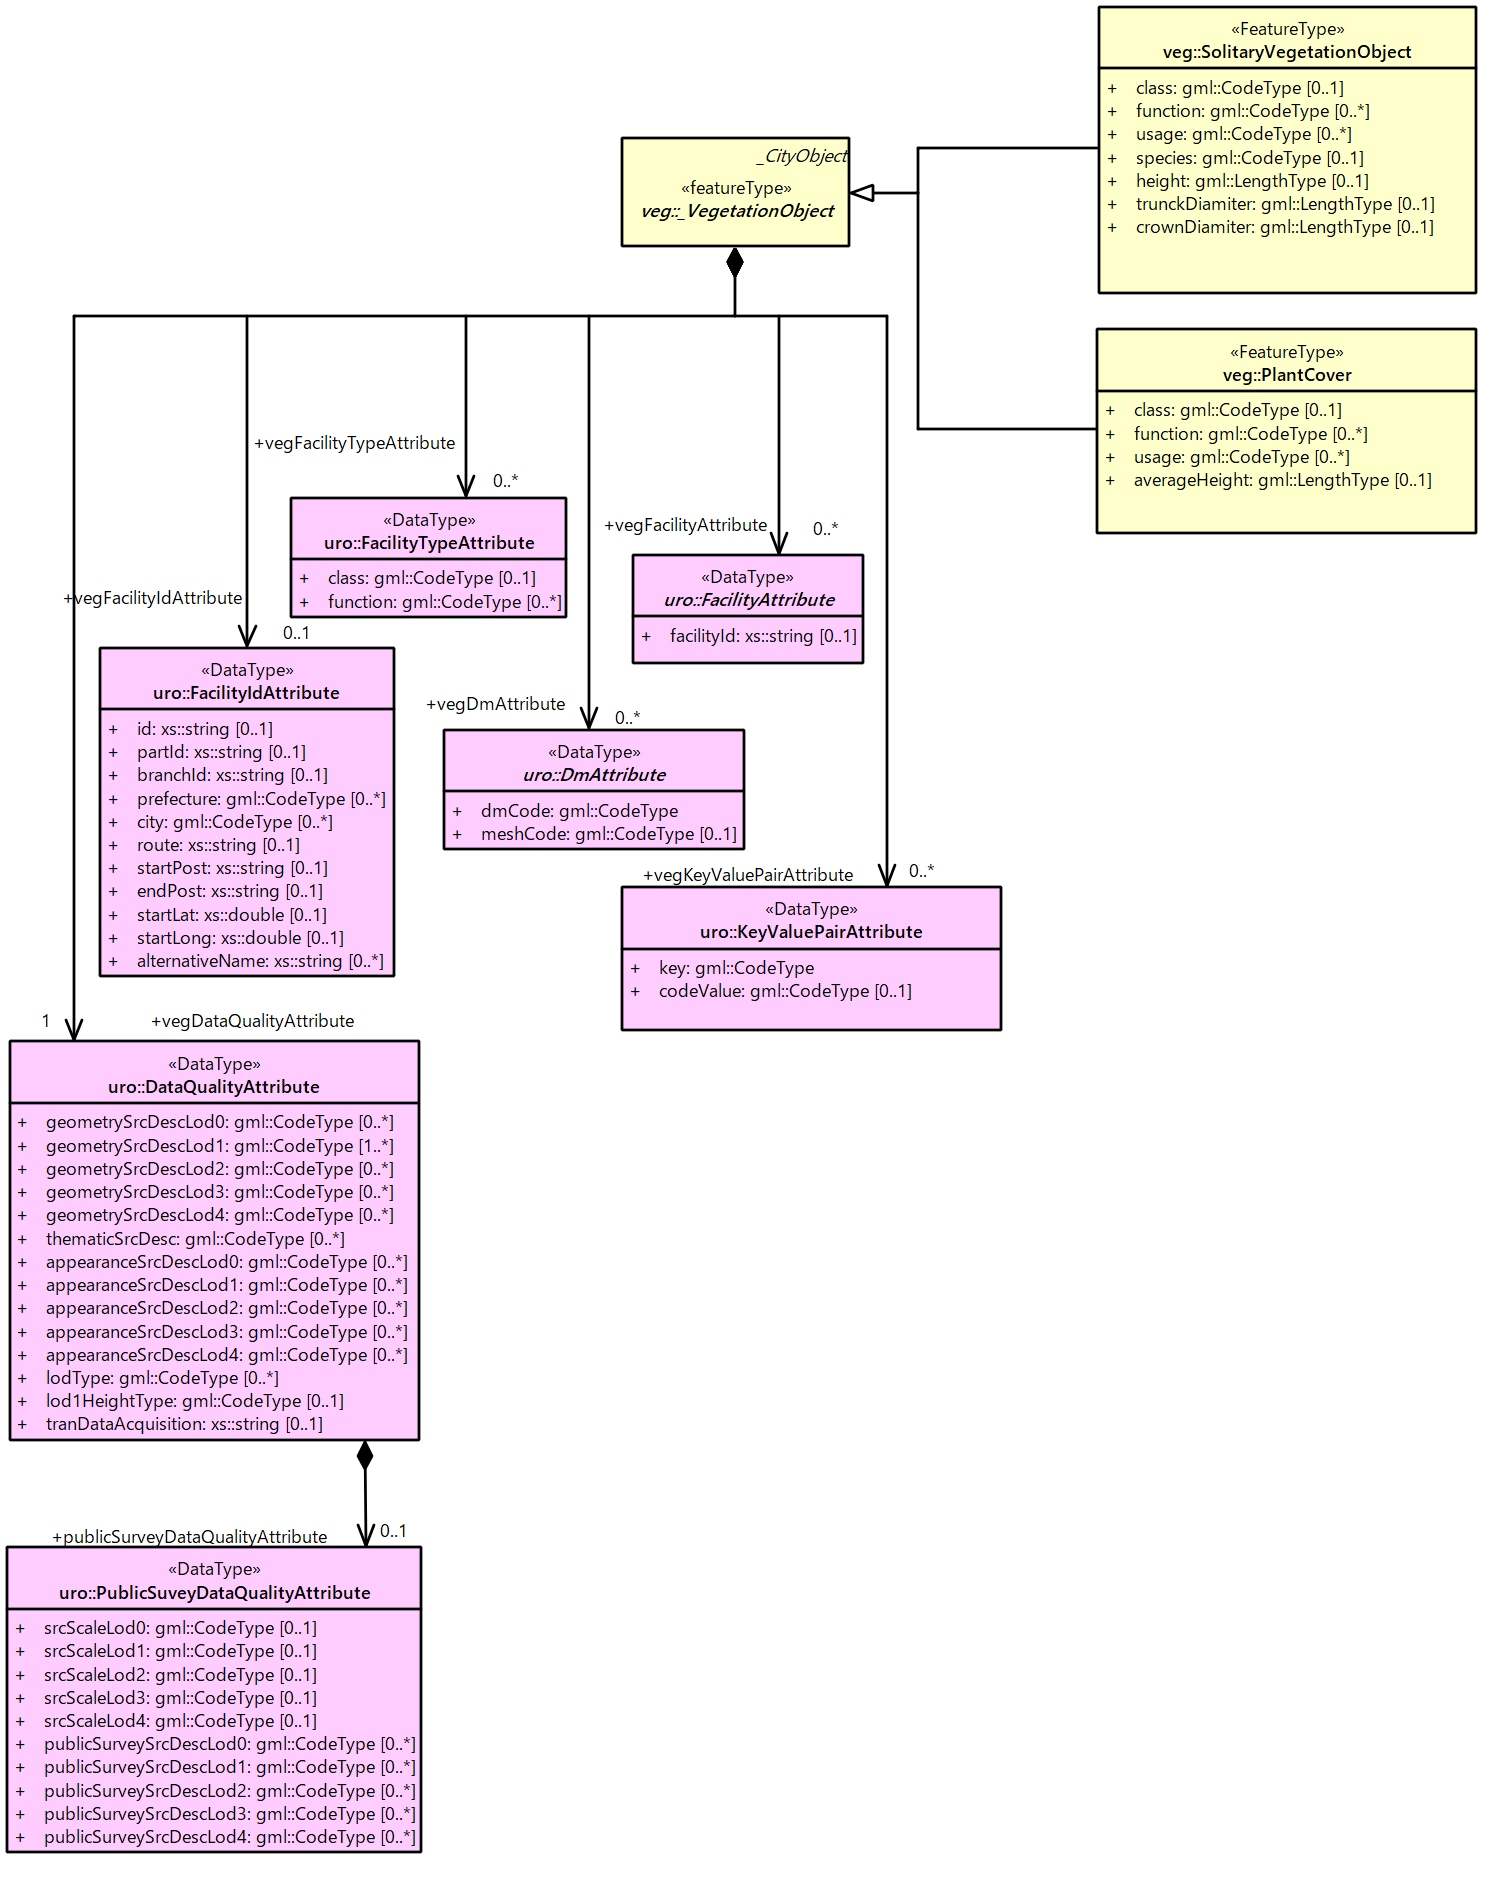 «FeatureType»
veg::SolitaryVegetationObject
+ class: gml::CodeType [0..1]
+ function: gml::CodeType [0..*]
+ usage: gml::CodeType [0..*]
+ species: gml::CodeType [0..1]
+ height: gml::LengthType [0..1]
+ trunckDiamiter: gml::LengthType [0..1]
+ crownDiamiter: gml::LengthType [0..1]
_CityObject
«featureType»
veg::_VegetationObject
«FeatureType»
veg::PlantCover
+ class: gml::CodeType [0..1]
+ function: gml::CodeType [0..*]
+ usage: gml::CodeType [0..*]
+ averageHeight: gml::LengthType [0..1]
+vegFacilityTypeAttribute
0..*
«DataType»
uro::FacilityTypeAttribute
+ class: gml::CodeType [0..1]
+ function: gml::CodeType [0..*]
+vegFacilityAttribute
0..*
«DataType»
uro::FacilityAttribute
+ facilityId: xs::string [0..1]
+vegFacilityIdAttribute
0..1
«DataType»
uro::FacilityIdAttribute
+ id: xs::string [0..1]
+ partId: xs::string [0..1]
+ branchId: xs::string [0..1]
+ prefecture: gml::CodeType [0..*]
+ city: gml::CodeType [0..*]
+ route: xs::string [0..1]
+ startPost: xs::string [0..1]
+ endPost: xs::string [0..1]
+ startLat: xs::double [0..1]
+ startLong: xs::double [0..1]
+ alternativeName: xs::string [0..*]
+vegDmAttribute
0..*
«DataType»
uro::DmAttribute
+ dmCode: gml::CodeType
+ meshCode: gml::CodeType [0..1]
+vegKeyValuePairAttribute
0..*
«DataType»
uro::KeyValuePairAttribute
+ key: gml::CodeType
+ codeValue: gml::CodeType [0..1]
1
+vegDataQualityAttribute
«DataType»
uro::DataQualityAttribute
+ geometrySrcDescLod0: gml::CodeType [0..*]
+ geometrySrcDescLod1: gml::CodeType [1..*]
+ geometrySrcDescLod2: gml::CodeType [0..*]
+ geometrySrcDescLod3: gml::CodeType [0..*]
+ geometrySrcDescLod4: gml::CodeType [0..*]
+ thematicSrcDesc: gml::CodeType [0..*]
+ appearanceSrcDescLod0: gml::CodeType [0..*]
+ appearanceSrcDescLod1: gml::CodeType [0..*]
+ appearanceSrcDescLod2: gml::CodeType [0..*]
+ appearanceSrcDescLod3: gml::CodeType [0..*]
+ appearanceSrcDescLod4: gml::CodeType [0..*]
+ lodType: gml::CodeType [0..*]
+ lod1HeightType: gml::CodeType [0..1]
+ tranDataAcquisition: xs::string [0..1]
+publicSurveyDataQualityAttribute
0..1
«DataType»
uro::PublicSuveyDataQualityAttribute
+ srcScaleLod0: gml::CodeType [0..1]
+ srcScaleLod1: gml::CodeType [0..1]
+ srcScaleLod2: gml::CodeType [0..1]
+ srcScaleLod3: gml::CodeType [0..1]
+ srcScaleLod4: gml::CodeType [0..1]
+ publicSurveySrcDescLod0: gml::CodeType [0..*]
+ publicSurveySrcDescLod1: gml::CodeType [0..*]
+ publicSurveySrcDescLod2: gml::CodeType [0..*]
+ publicSurveySrcDescLod3: gml::CodeType [0..*]
+ publicSurveySrcDescLod4: gml::CodeType [0..*]